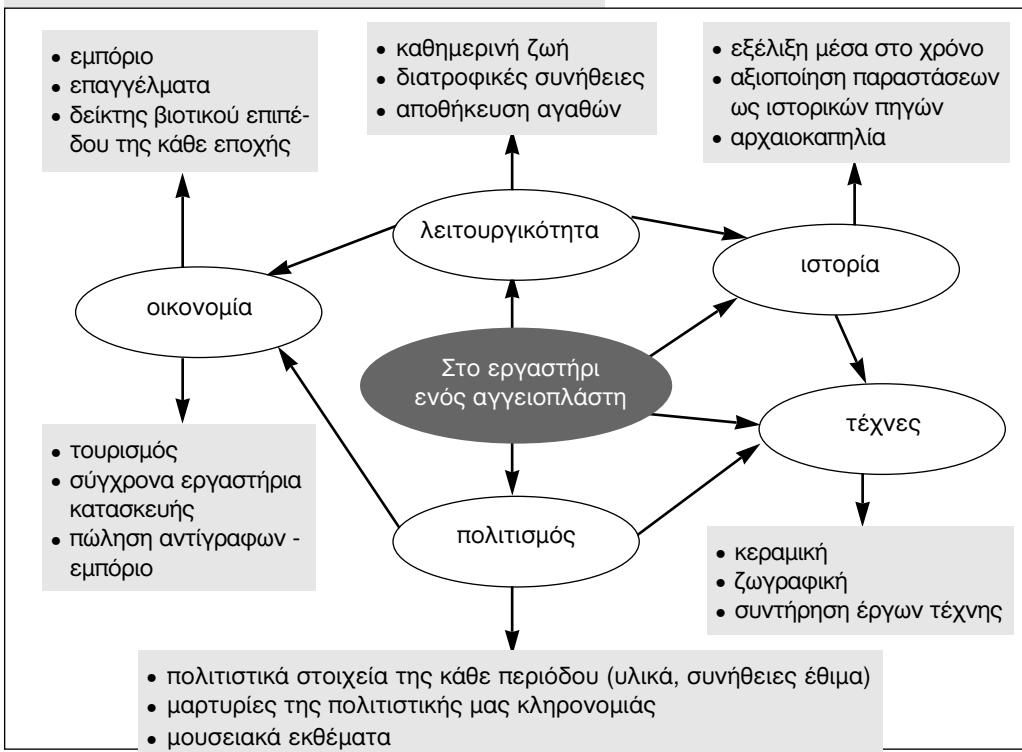 • εμπόριο
• επαγγέλματα
• δείκτης βιοτικού επιπέ-
δου της κάθε εποχής
• καθημερινή ζωή
• διατροφικές συνήθειες
• αποθήκευση αγαθών
• εξέλιξη μέσα στο χρόνο
• αξιοποίηση παραστάσεων
ως ιστορικών πηγών
• αρχαιοκαπηλία
λειτουργικότητα
ιστορία
οικονομία
Στο εργαστήρι
ενός αγγειοπλάστη
τέχνες
πολιτισμός
• τουρισμός
• σύγχρονα εργαστήρια
κατασκευής
• πώληση αντίγραφων -
εμπόριο
• κεραμική
• ζωγραφική
• συντήρηση έργων τέχνης
• πολιτιστικά στοιχεία της κάθε περιόδου (υλικά, συνήθειες έθιμα)
• μαρτυρίες της πολιτιστικής μας κληρονομιάς
• μουσειακά εκθέματα